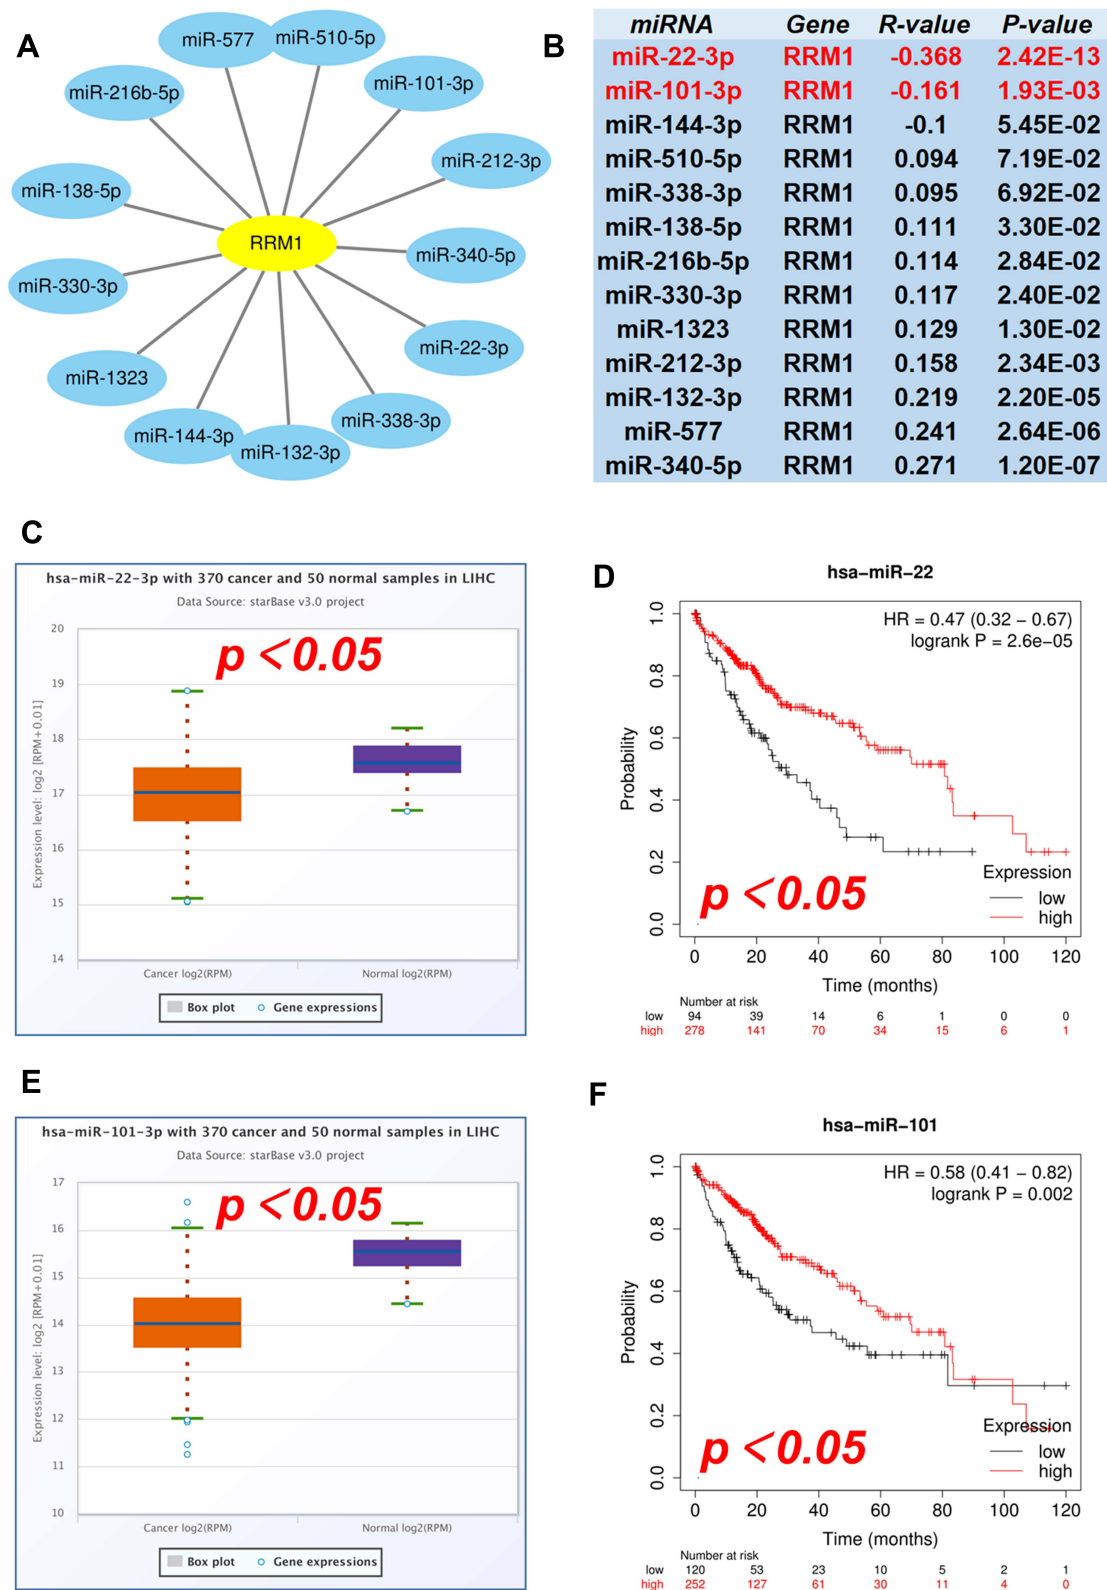 A
miR-577
miR-510-5p
miR-216b-5p
miR-101-3p
miR-212-3p
miR-138-5p
RRM1
miR-340-5p
miR-330-3p
miR-22-3p
miR-1323
miR-338-3p
miR-144-3p
miR-132-3p
B
miRNA Gene R-value P-value
miR-22-3p RRM1 -0.368 2.42E-13
miR-101-3p RRM1 -0.161 1.93E-03
miR-144-3p RRM1 -0.1 5.45E-02
miR-510-5p RRM1 0.094 7.19E-02
miR-338-3p RRM1 0.095 6.92E-02
miR-138-5p RRM1 0.111 3.30E-02
miR-216b-5p RRM1 0.114 2.84E-02
miR-330-3p RRM1 0.117 2.40E-02
miR-1323 RRM1 0.129 1.30E-02
miR-212-3p RRM1 0.158 2.34E-03
miR-132-3p RRM1 0.219 2.20E-05
miR-577 RRM1 0.241 2.64E-06
miR-340-5p RRM1 0.271 1.20E-07
C
hsa-miR-22-3p with 370 cancer and 50 normal samples in LIHC
Data Source: starBase v3.0 project
p <0.05
Expression level: log2 [RPM+0.01]
20
19
18
17
16
15
14
Cancer log2(RPM) Normal log2(RPM)
Box plot Gene expressions
D
hsa-miR-22
HR = 0.47 (0.32 − 0.67)
logrank P = 2.6e-05
Probability
1.0
0.8
0.6
0.4
0.2
0.0
p <0.05
Expression
low
high
0 20 40 60 80 100 120
Time (months)
Number at risk
low 94 39 14 6 1 0 0
high 278 141 70 34 15 6 1
E
hsa-miR-101-3p with 370 cancer and 50 normal samples in LIHC
Data Source: starBase v3.0 project
p <0.05
Expression level: log2 [RPM+0.01]
17
16
15
14
13
12
11
10
Cancer log2(RPM) Normal log2(RPM)
Box plot Gene expressions
F
hsa-miR-101
HR = 0.58 (0.41 − 0.82)
logrank P = 0.002
Probability
1.0
0.8
0.6
0.4
0.2
0.0
p <0.05
Expression
low
high
0 20 40 60 80 100 120
Time (months)
Number at risk
low 120 53 23 10 5 2 1
high 252 127 61 30 11 4 0